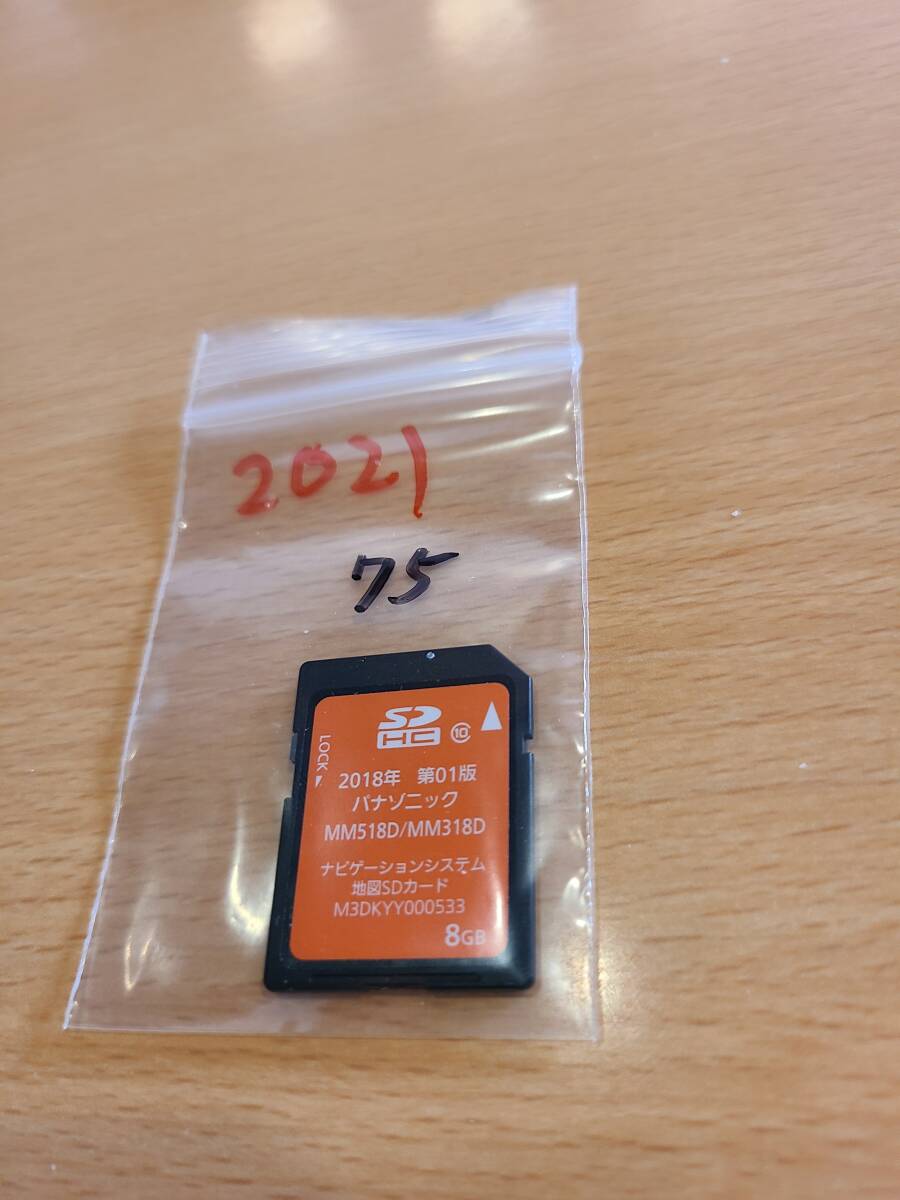 2021
75
SD
HC 10
LOCK
2018年 第01版
パナソニック
MM518D/MM318D
ナビゲーションシステム
地図SDカード
M3DKYY000533
8GB